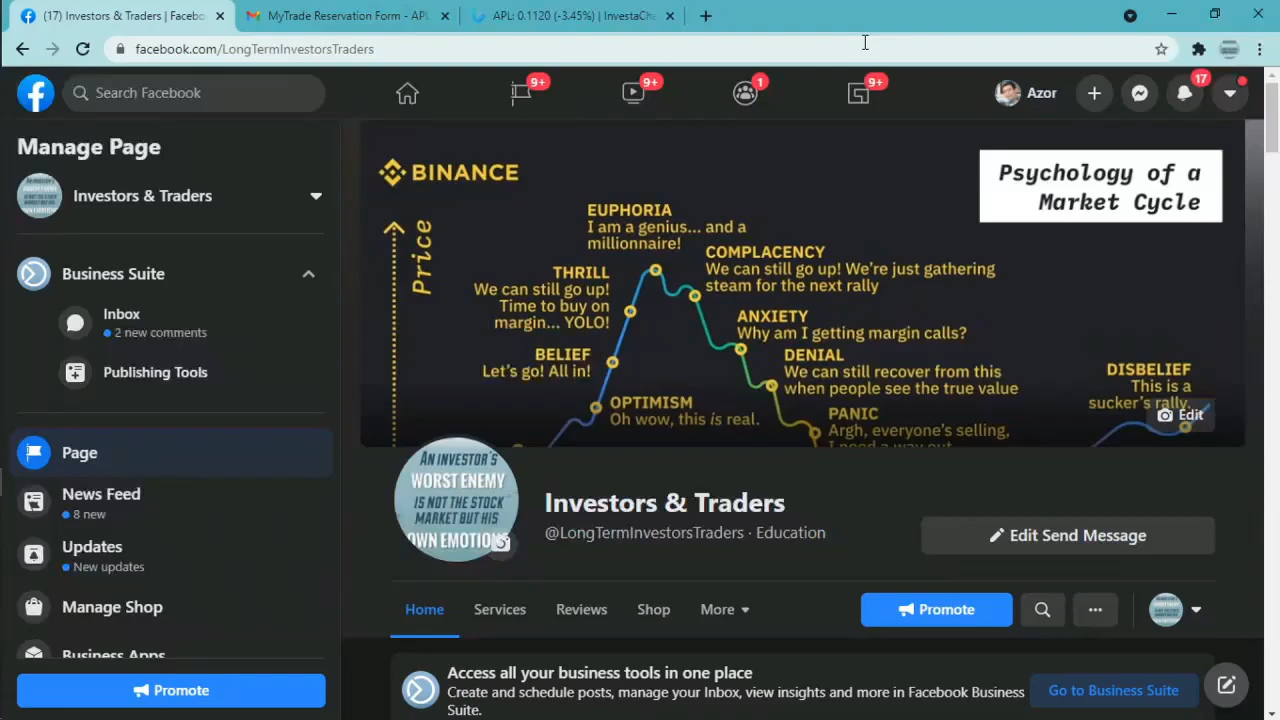 (17) Investors & Traders | Facebo
MyTrade Reservation Form - APL
APL: 0.1120 (-3.45%) | InvestaCha
facebook.com/LongTermInvestorsTraders
Search Facebook
9+
9+
1
9+
Azor
17
Manage Page
Investors & Traders
Business Suite
Inbox
2 new comments
Publishing Tools
Page
News Feed
8 new
Updates
New updates
Manage Shop
Business Apps
Promote
BINANCE
Psychology of a
Market Cycle
Price
EUPHORIA
I am a genius... and a
millionnaire!
COMPLACENCY
We can still go up! We're just gathering
steam for the next rally
THRILL
We can still go up!
Time to buy on
margin... YOLO!
ANXIETY
Why am I getting margin calls?
BELIEF
Let's go! All in!
DENIAL
We can still recover from this
when people see the true value
DISBELIEF
This is a
sucker's rally.
OPTIMISM
Oh wow, this is real.
PANIC
Argh, everyone's selling,
I need a way out
Edit
AN INVESTOR'S
WORST ENEMY
IS NOT THE STOCK
MARKET BUT HIS
OWN EMOTIONS
Investors & Traders
@LongTermInvestorsTraders · Education
Edit Send Message
Home
Services
Reviews
Shop
More
Promote
Access all your business tools in one place
Create and schedule posts, manage your Inbox, view insights and more in Facebook Business
Suite.
Go to Business Suite